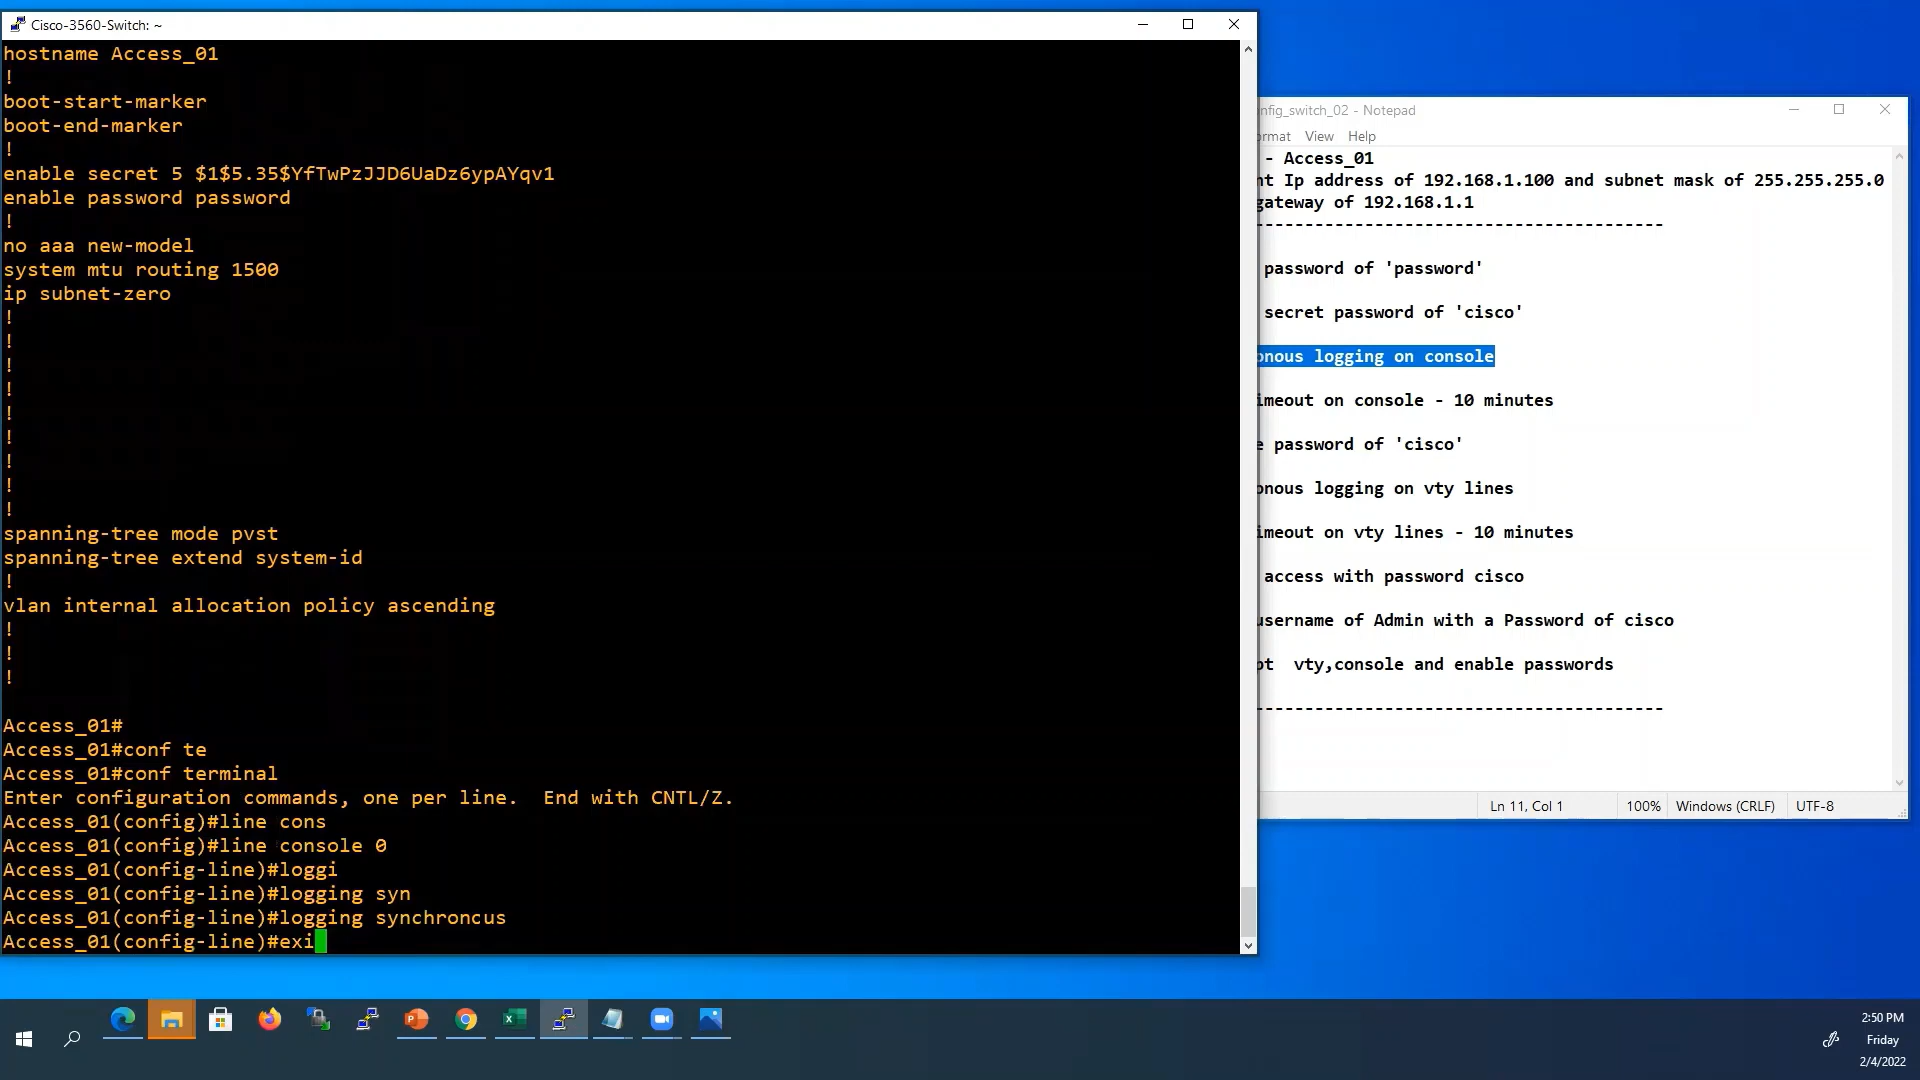 Cisco-3560-Switch: ~
hostname Access_01
!
boot-start-marker
boot-end-marker
!
enable secret 5 $1$5.35$YfTwPzJJD6UaDz6ypAYqv1
enable password password
!
no aaa new-model
system mtu routing 1500
ip subnet-zero
!
!
!
!
!
!
!
!
!
spanning-tree mode pvst
spanning-tree extend system-id
!
vlan internal allocation policy ascending
!
!
!
Access_01#
Access_01#conf te
Access_01#conf terminal
Enter configuration commands, one per line.  End with CNTL/Z.
Access_01(config)#line cons
Access_01(config)#line console 0
Access_01(config-line)#loggi
Access_01(config-line)#logging syn
Access_01(config-line)#logging synchroncus
Access_01(config-line)#exi
nfig_switch_02 - Notepad
ormat View Help
- Access_01
nt Ip address of 192.168.1.100 and subnet mask of 255.255.255.0
gateway of 192.168.1.1
-----------------------------------------
password of 'password'
secret password of 'cisco'
onous logging on console
imeout on console - 10 minutes
e password of 'cisco'
onous logging on vty lines
imeout on vty lines - 10 minutes
access with password cisco
username of Admin with a Password of cisco
pt  vty,console and enable passwords
-----------------------------------------
Ln 11, Col 1 100% Windows (CRLF) UTF-8
2:50 PM
Friday
2/4/2022